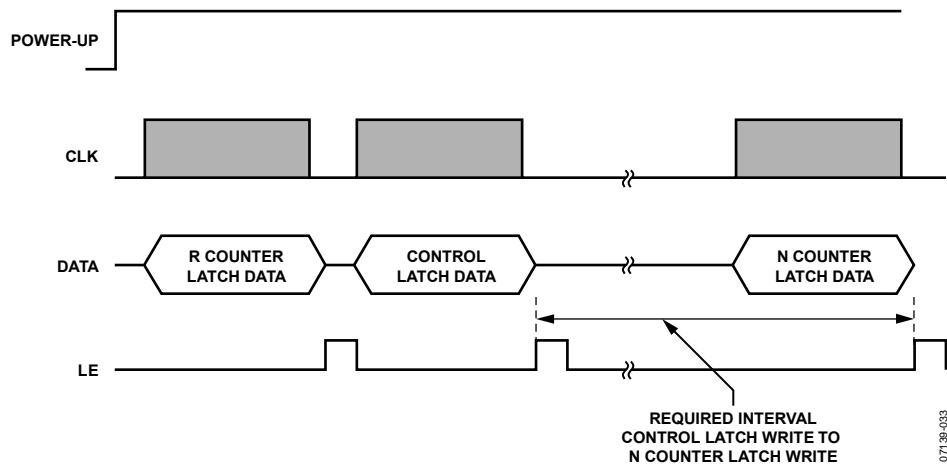 POWER-UP
CLK
DATA
R COUNTER
LATCH DATA
CONTROL
LATCH DATA
N COUNTER
LATCH DATA
LE
REQUIRED INTERVAL
CONTROL LATCH WRITE TO
N COUNTER LATCH WRITE
07139-033